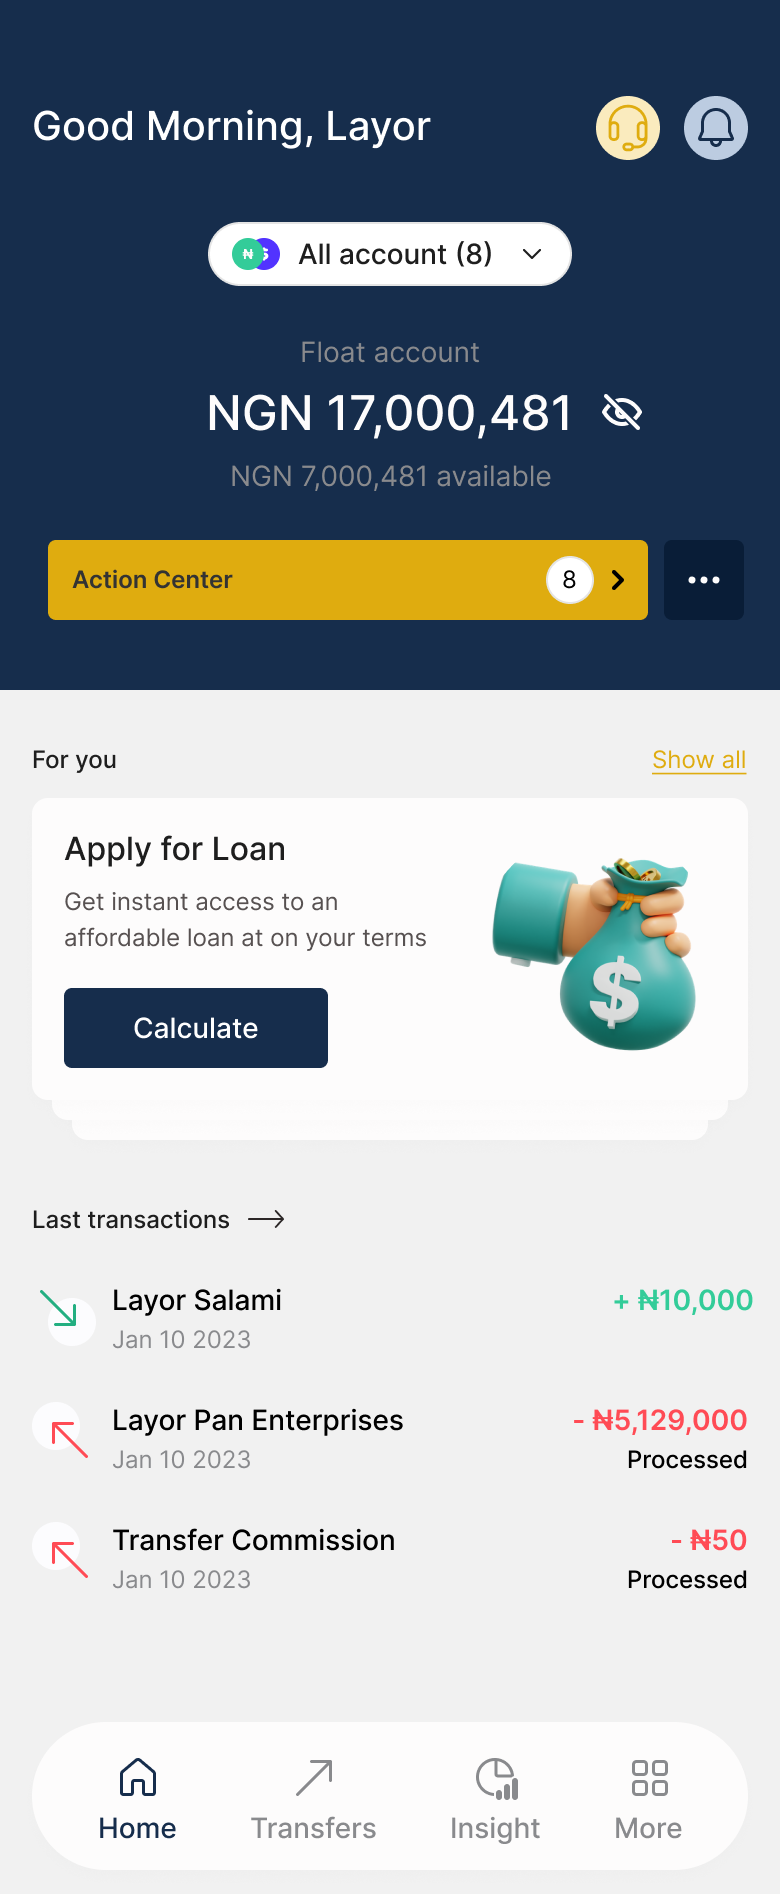 Good Morning, Layor
₦ $ All account (8)
Float account
NGN 17,000,481
NGN 7,000,481 available
Action Center 8
For you Show all
Apply for Loan
Get instant access to an
affordable loan at on your terms
$
Calculate
Last transactions
Layor Salami + ₦10,000
Jan 10 2023
Layor Pan Enterprises - ₦5,129,000
Jan 10 2023 Processed
Transfer Commission - ₦50
Jan 10 2023 Processed
Home Transfers Insight More